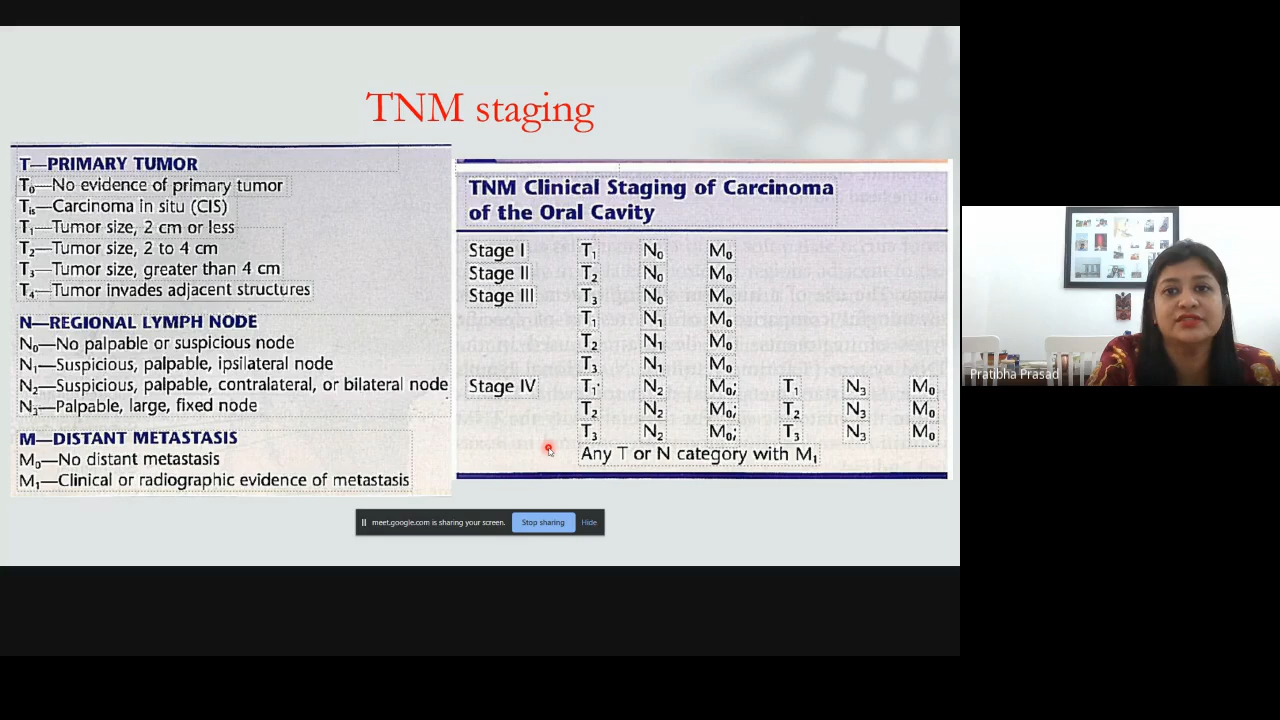 TNM staging
T—PRIMARY TUMOR
T₀—No evidence of primary tumor
Tis—Carcinoma in situ (CIS)
T₁—Tumor size, 2 cm or less
T₂—Tumor size, 2 to 4 cm
T₃—Tumor size, greater than 4 cm
T₄—Tumor invades adjacent structures
N—REGIONAL LYMPH NODE
N₀—No palpable or suspicious node
N₁—Suspicious, palpable, ipsilateral node
N₂—Suspicious, palpable, contralateral, or bilateral node
N₃—Palpable, large, fixed node
M—DISTANT METASTASIS
M₀—No distant metastasis
M₁—Clinical or radiographic evidence of metastasis
TNM Clinical Staging of Carcinoma
of the Oral Cavity
Stage I T₁ N₀ M₀
Stage II T₂ N₀ M₀
Stage III T₃ N₀ M₀
T₁ N₁ M₀
T₂ N₁ M₀
T₃ N₁ M₀
Stage IV T₁ N₂ M₀; T₁ N₃ M₀
T₂ N₂ M₀; T₂ N₃ M₀
T₃ N₂ M₀; T₃ N₃ M₀
Any T or N category with M₁
meet.google.com is sharing your screen. Stop sharing Hide
Pratibha Prasad